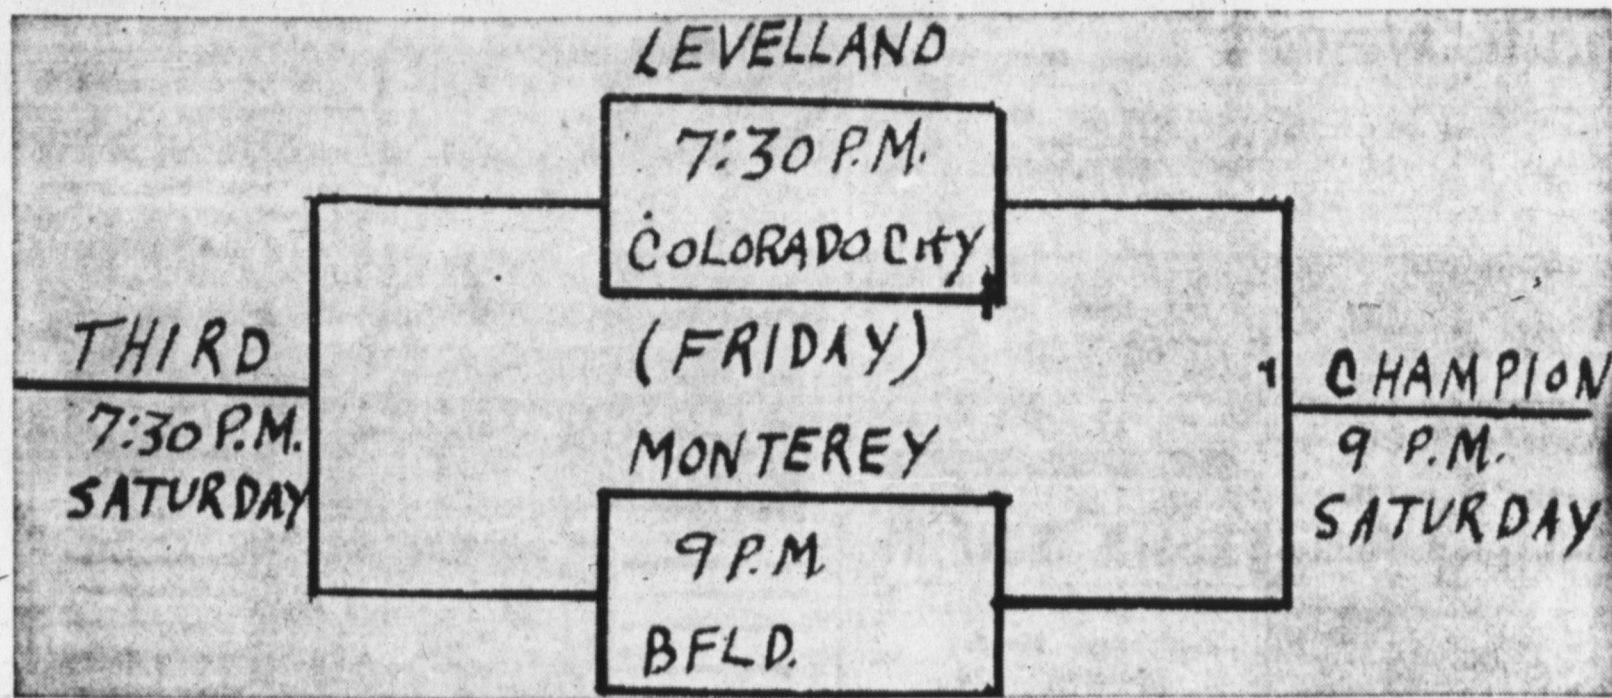 LEVELLAND
7:30 P.M.
COLORADO CITY
(FRIDAY)
THIRD
7:30 P.M.
SATURDAY
MONTEREY
9 P.M.
BFLD.
CHAMPION
9 P.M.
SATURDAY